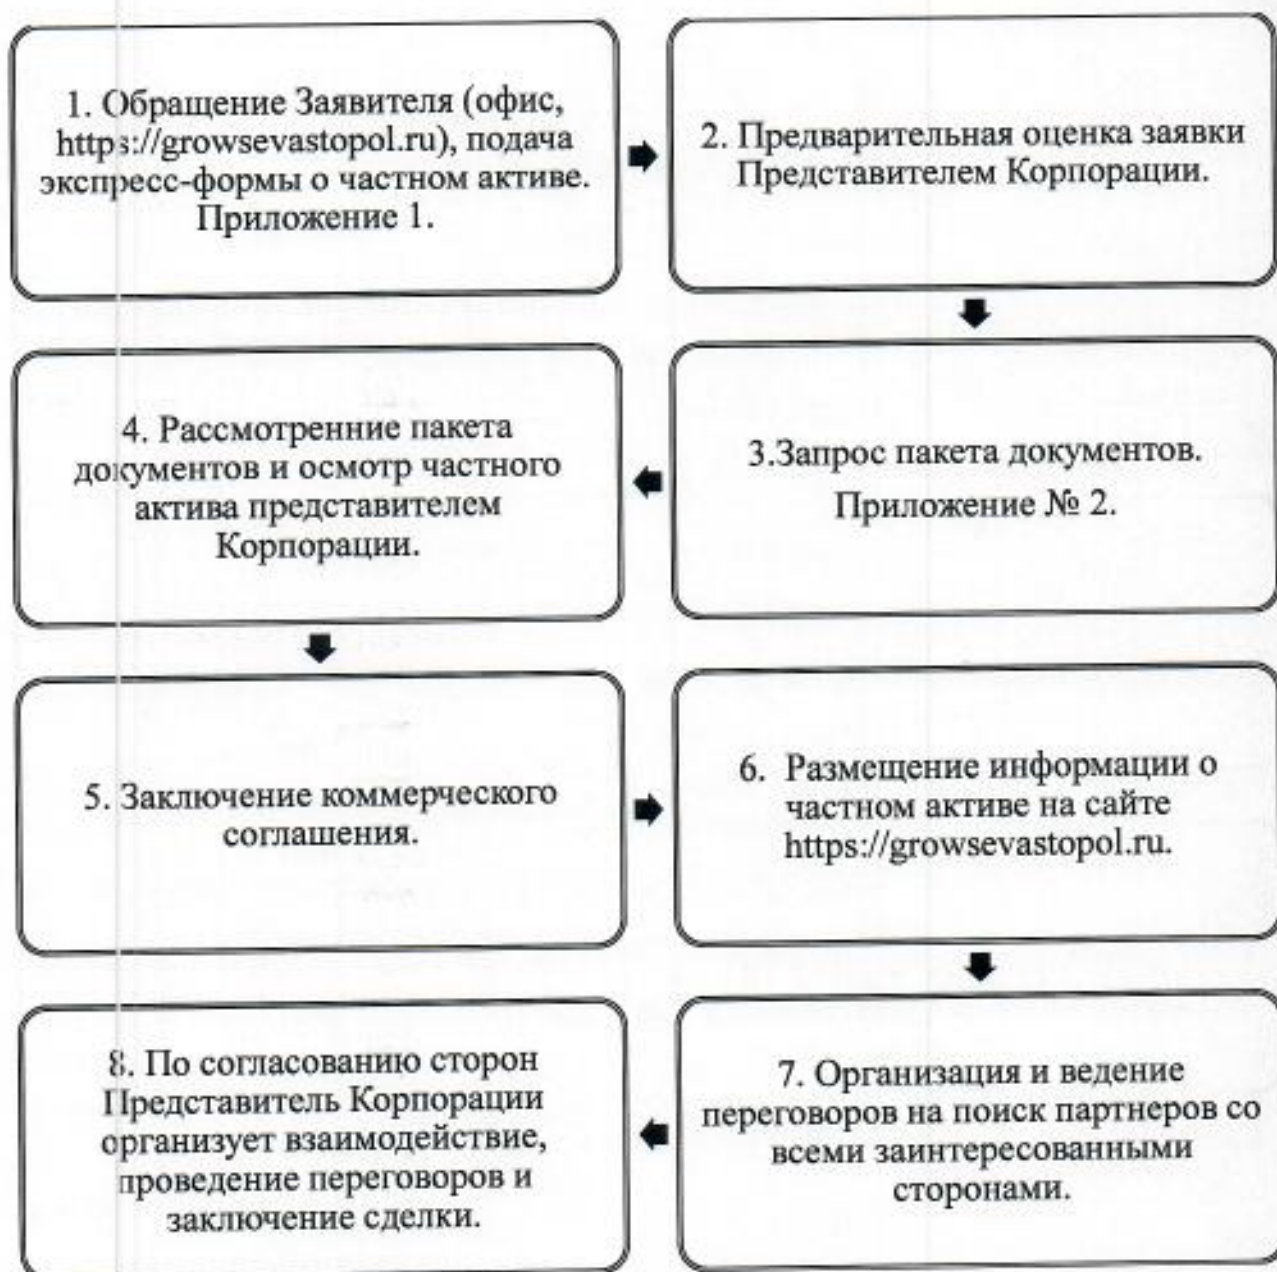 1. Обращение Заявителя (офис,
https://growsevastopol.ru), подача
экспресс-формы о частном активе.
Приложение 1.
2. Предварительная оценка заявки
Представителем Корпорации.
3.Запрос пакета документов.
Приложение № 2.
4. Рассмотренние пакета
документов и осмотр частного
актива представителем
Корпорации.
5. Заключение коммерческого
соглашения.
6. Размещение информации о
частном активе на сайте
https://growsevastopol.ru.
7. Организация и ведение
переговоров на поиск партнеров со
всеми заинтересованными
сторонами.
8. По согласованию сторон
Представитель Корпорации
организует взаимодействие,
проведение переговоров и
заключение сделки.